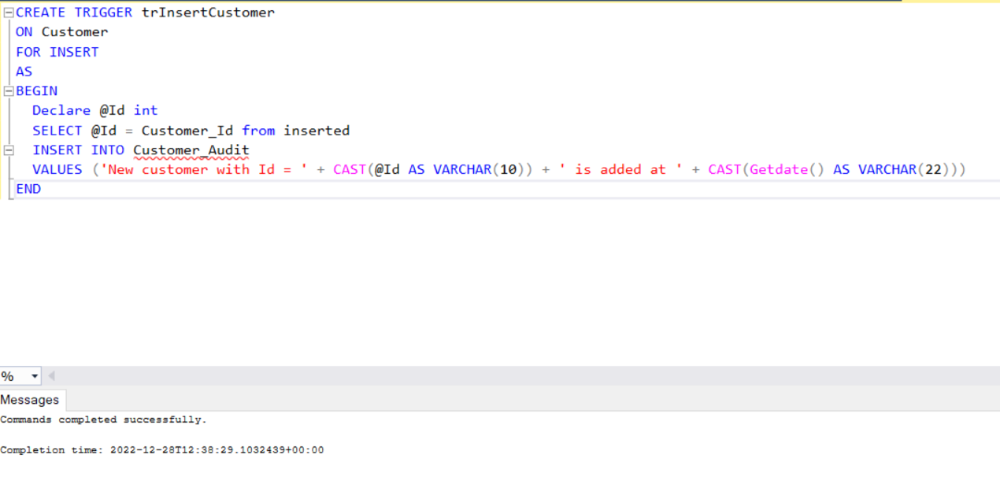 CREATE TRIGGER trInsertCustomer
ON Customer
FOR INSERT
AS
BEGIN
Declare @Id int
SELECT @Id = Customer_Id from inserted
INSERT INTO Customer_Audit
VALUES ('New customer with Id = ' + CAST(@Id AS VARCHAR(10)) + ' is added at ' + CAST(Getdate() AS VARCHAR(22)))
END
%
Messages
Commands completed successfully.
Completion time: 2022-12-28T12:38:29.1032439+00:00